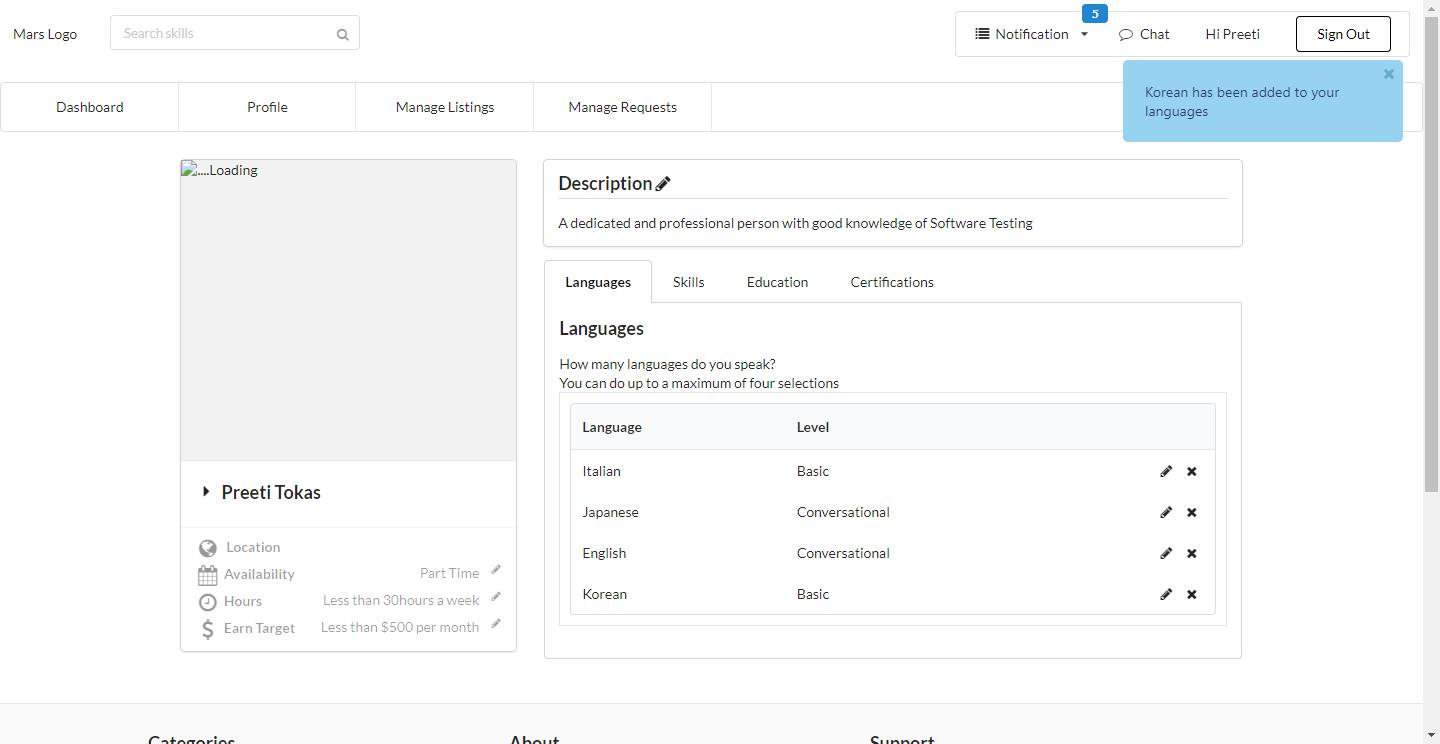 Mars Logo
Search skills
5
Notification
Chat
Hi Preeti
Sign Out
Korean has been added to your
languages
Dashboard
Profile
Manage Listings
Manage Requests
....Loading
Description
A dedicated and professional person with good knowledge of Software Testing
Languages
Skills
Education
Certifications
Languages
How many languages do you speak?
You can do up to a maximum of four selections
Language Level
Italian Basic
Japanese Conversational
English Conversational
Korean Basic
Preeti Tokas
Location
Availability Part Time
Hours Less than 30hours a week
Earn Target Less than $500 per month
Categories
About
Support